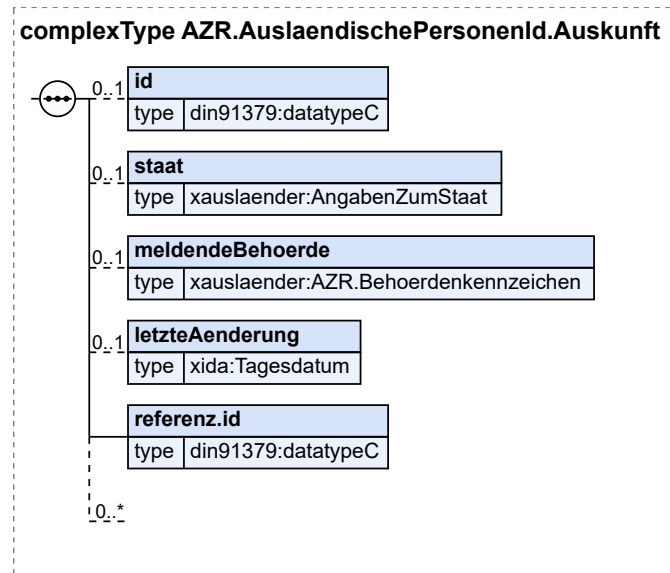 complexType AZR.AuslaendischePersonenId.Auskunft
0..1
id
type din91379:datatypeC
0..1
staat
type xauslaender:AngabenZumStaat
0..1
meldendeBehoerde
type xauslaender:AZR.Behoerdenkennzeichen
0..1
letzteAenderung
type xida:Tagesdatum
referenz.id
type din91379:datatypeC
0..*